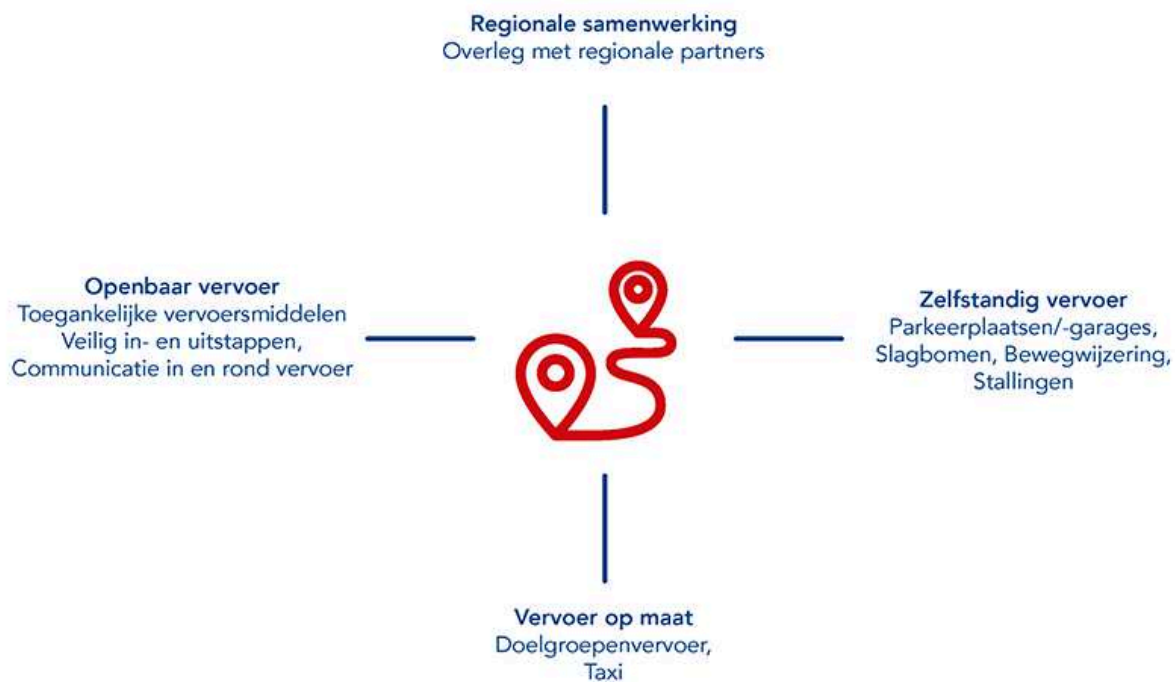 Regionale samenwerking
Overleg met regionale partners
Openbaar vervoer
Toegankelijke vervoersmiddelen
Veilig in- en uitstappen,
Communicatie in en rond vervoer
Zelfstandig vervoer
Parkeerplaatsen/-garages,
Slagbomen, Bewegwijzering,
Stallingen
Vervoer op maat
Doelgroepenvervoer,
Taxi